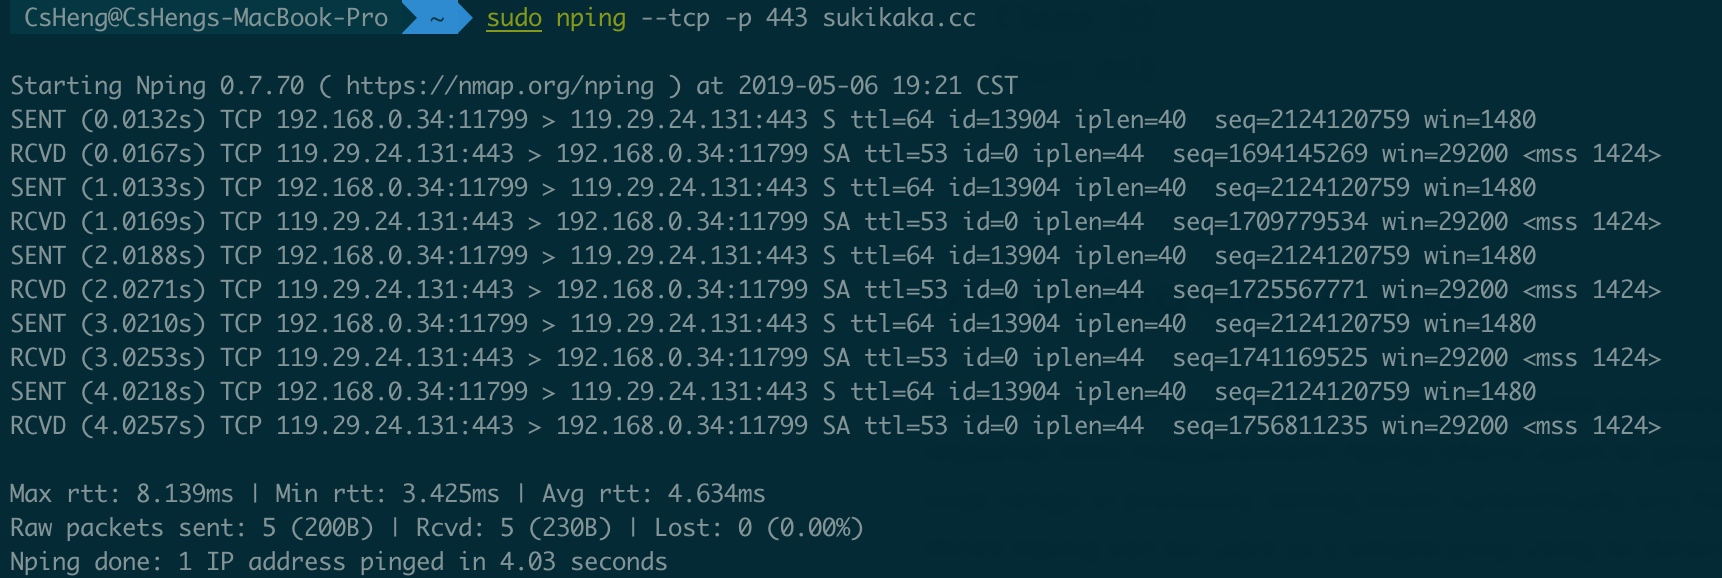 CsHeng@CsHengs-MacBook-Pro ~ sudo nping --tcp -p 443 sukikaka.cc
Starting Nping 0.7.70 ( https://nmap.org/nping ) at 2019-05-06 19:21 CST
SENT (0.0132s) TCP 192.168.0.34:11799 > 119.29.24.131:443 S ttl=64 id=13904 iplen=40  seq=2124120759 win=1480
RCVD (0.0167s) TCP 119.29.24.131:443 > 192.168.0.34:11799 SA ttl=53 id=0 iplen=44  seq=1694145269 win=29200 <mss 1424>
SENT (1.0133s) TCP 192.168.0.34:11799 > 119.29.24.131:443 S ttl=64 id=13904 iplen=40  seq=2124120759 win=1480
RCVD (1.0169s) TCP 119.29.24.131:443 > 192.168.0.34:11799 SA ttl=53 id=0 iplen=44  seq=1709779534 win=29200 <mss 1424>
SENT (2.0188s) TCP 192.168.0.34:11799 > 119.29.24.131:443 S ttl=64 id=13904 iplen=40  seq=2124120759 win=1480
RCVD (2.0271s) TCP 119.29.24.131:443 > 192.168.0.34:11799 SA ttl=53 id=0 iplen=44  seq=1725567771 win=29200 <mss 1424>
SENT (3.0210s) TCP 192.168.0.34:11799 > 119.29.24.131:443 S ttl=64 id=13904 iplen=40  seq=2124120759 win=1480
RCVD (3.0253s) TCP 119.29.24.131:443 > 192.168.0.34:11799 SA ttl=53 id=0 iplen=44  seq=1741169525 win=29200 <mss 1424>
SENT (4.0218s) TCP 192.168.0.34:11799 > 119.29.24.131:443 S ttl=64 id=13904 iplen=40  seq=2124120759 win=1480
RCVD (4.0257s) TCP 119.29.24.131:443 > 192.168.0.34:11799 SA ttl=53 id=0 iplen=44  seq=1756811235 win=29200 <mss 1424>
Max rtt: 8.139ms | Min rtt: 3.425ms | Avg rtt: 4.634ms
Raw packets sent: 5 (200B) | Rcvd: 5 (230B) | Lost: 0 (0.00%)
Nping done: 1 IP address pinged in 4.03 seconds